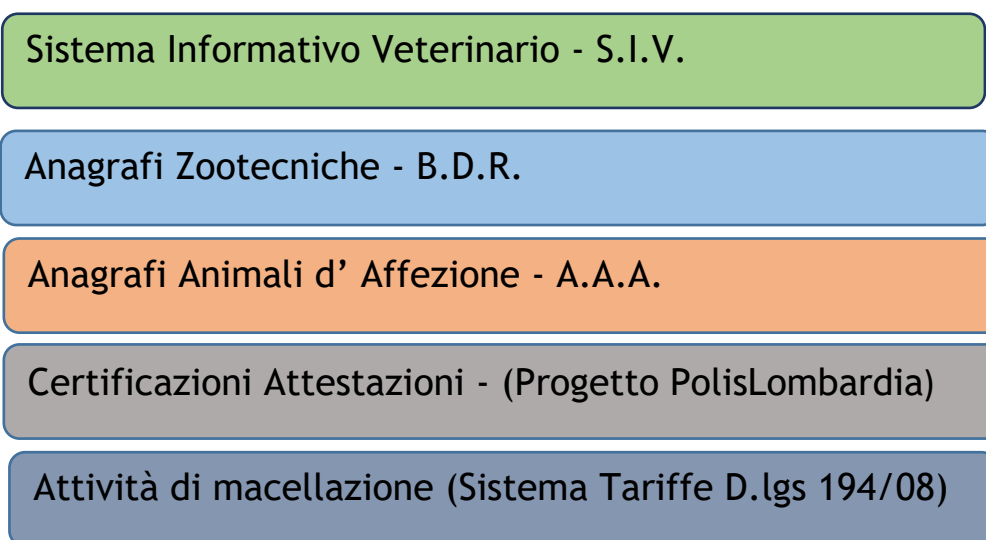 Sistema Informativo Veterinario - S.I.V.
Anagrafi Zootecniche - B.D.R.
Anagrafi Animali d’ Affezione - A.A.A.
Certificazioni Attestazioni - (Progetto PolisLombardia)
Attività di macellazione (Sistema Tariffe D.lgs 194/08)